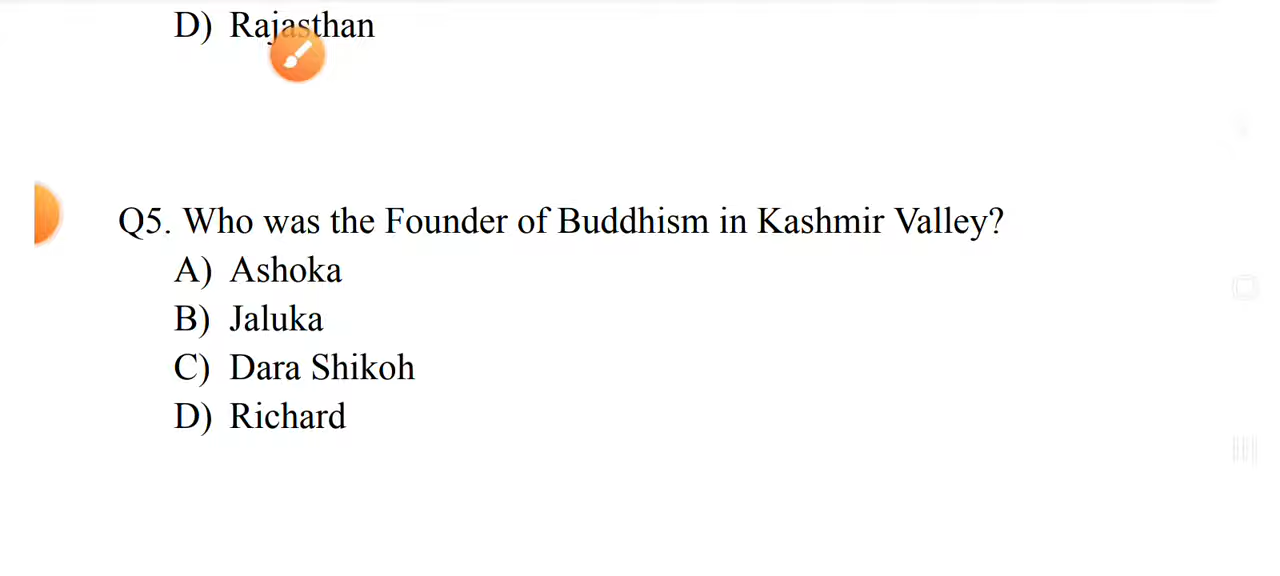 D) Rajasthan
Q5. Who was the Founder of Buddhism in Kashmir Valley?
A) Ashoka
B) Jaluka
C) Dara Shikoh
D) Richard